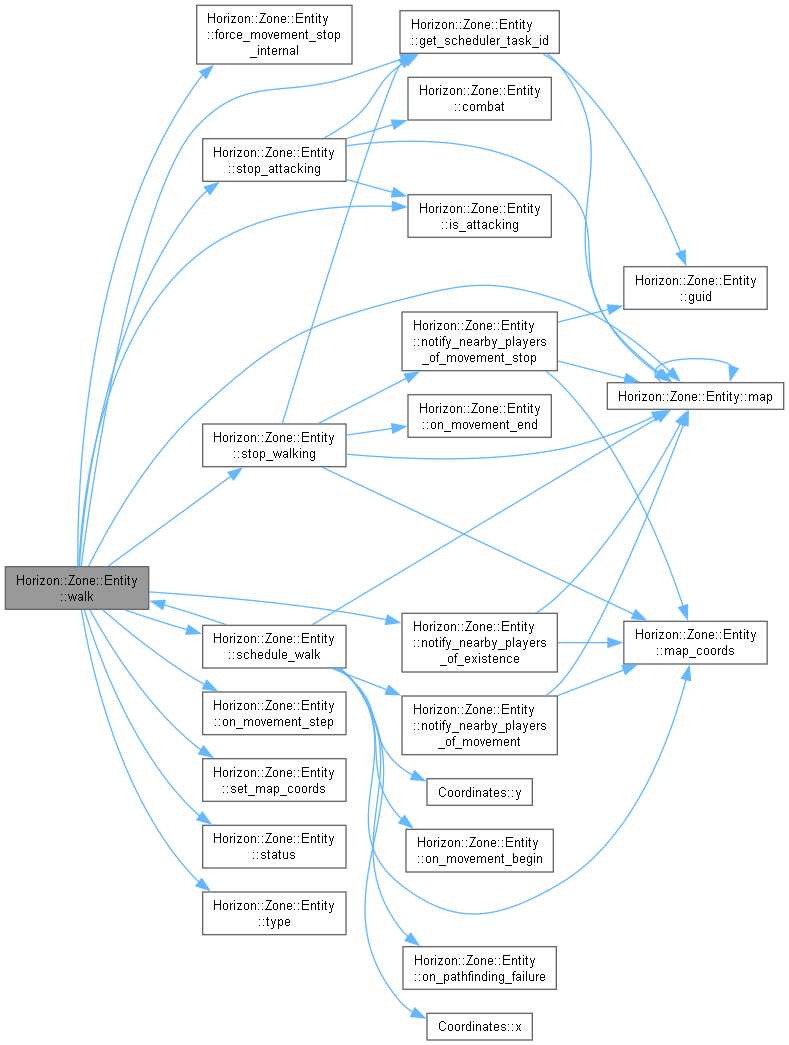 Horizon::Zone::Entity
::force_movement_stop
_internal
Horizon::Zone::Entity
::get_scheduler_task_id
Horizon::Zone::Entity
::combat
Horizon::Zone::Entity
::stop_attacking
Horizon::Zone::Entity
::is_attacking
Horizon::Zone::Entity
::guid
Horizon::Zone::Entity
::notify_nearby_players
_of_movement_stop
Horizon::Zone::Entity::map
Horizon::Zone::Entity
::on_movement_end
Horizon::Zone::Entity
::stop_walking
Horizon::Zone::Entity
::walk
Horizon::Zone::Entity
::schedule_walk
Horizon::Zone::Entity
::notify_nearby_players
_of_existence
Horizon::Zone::Entity
::map_coords
Horizon::Zone::Entity
::on_movement_step
Horizon::Zone::Entity
::notify_nearby_players
_of_movement
Horizon::Zone::Entity
::set_map_coords
Coordinates::y
Horizon::Zone::Entity
::status
Horizon::Zone::Entity
::on_movement_begin
Horizon::Zone::Entity
::type
Horizon::Zone::Entity
::on_pathfinding_failure
Coordinates::x